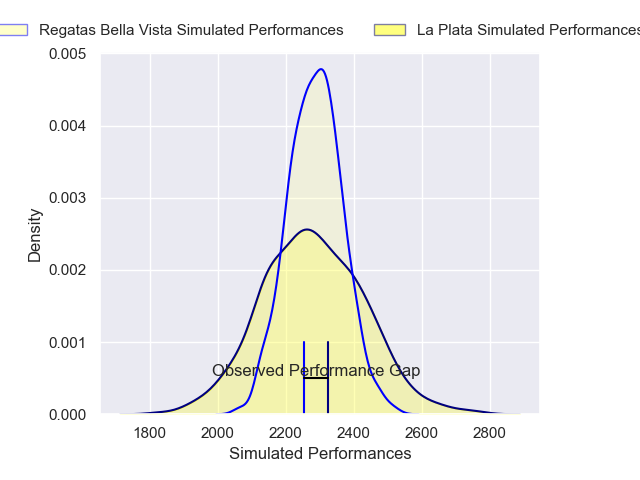 Regatas Bella Vista Simulated Performances La Plata Simulated Performances
0.005
0.004
0.003
0.002
0.001
0.000
Density
Observed Performance Gap
1800 2000 2200 2400 2600 2800
Simulated Performances